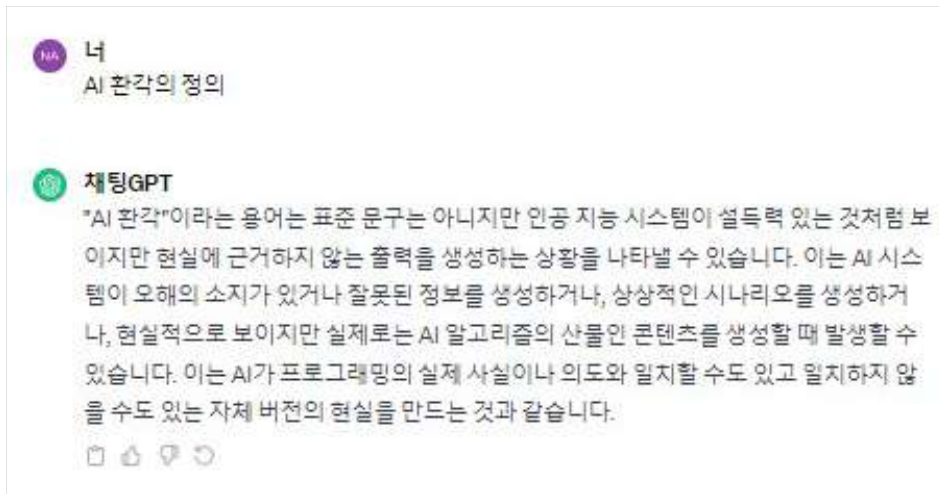 NA
너
AI 환각의 정의
채팅GPT
"AI 환각"이라는 용어는 표준 문구는 아니지만 인공 지능 시스템이 설득력 있는 것처럼 보
이지만 현실에 근거하지 않는 출력을 생성하는 상황을 나타낼 수 있습니다. 이는 AI 시스
템이 오해의 소지가 있거나 잘못된 정보를 생성하거나, 상상적인 시나리오를 생성하거
나, 현실적으로 보이지만 실제로는 AI 알고리즘의 산물인 콘텐츠를 생성할 때 발생할 수
있습니다. 이는 AI가 프로그래밍의 실제 사실이나 의도와 일치할 수도 있고 일치하지 않
을 수도 있는 자체 버전의 현실을 만드는 것과 같습니다.